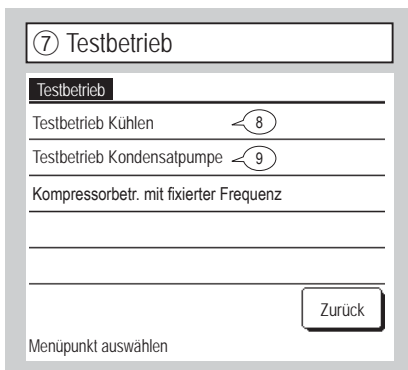 ⑦ Testbetrieb
Testbetrieb
Testbetrieb Kühlen ⑧
Testbetrieb Kondensatpumpe ⑨
Kompressorbetr. mit fixierter Frequenz
Zurück
Menüpunkt auswählen